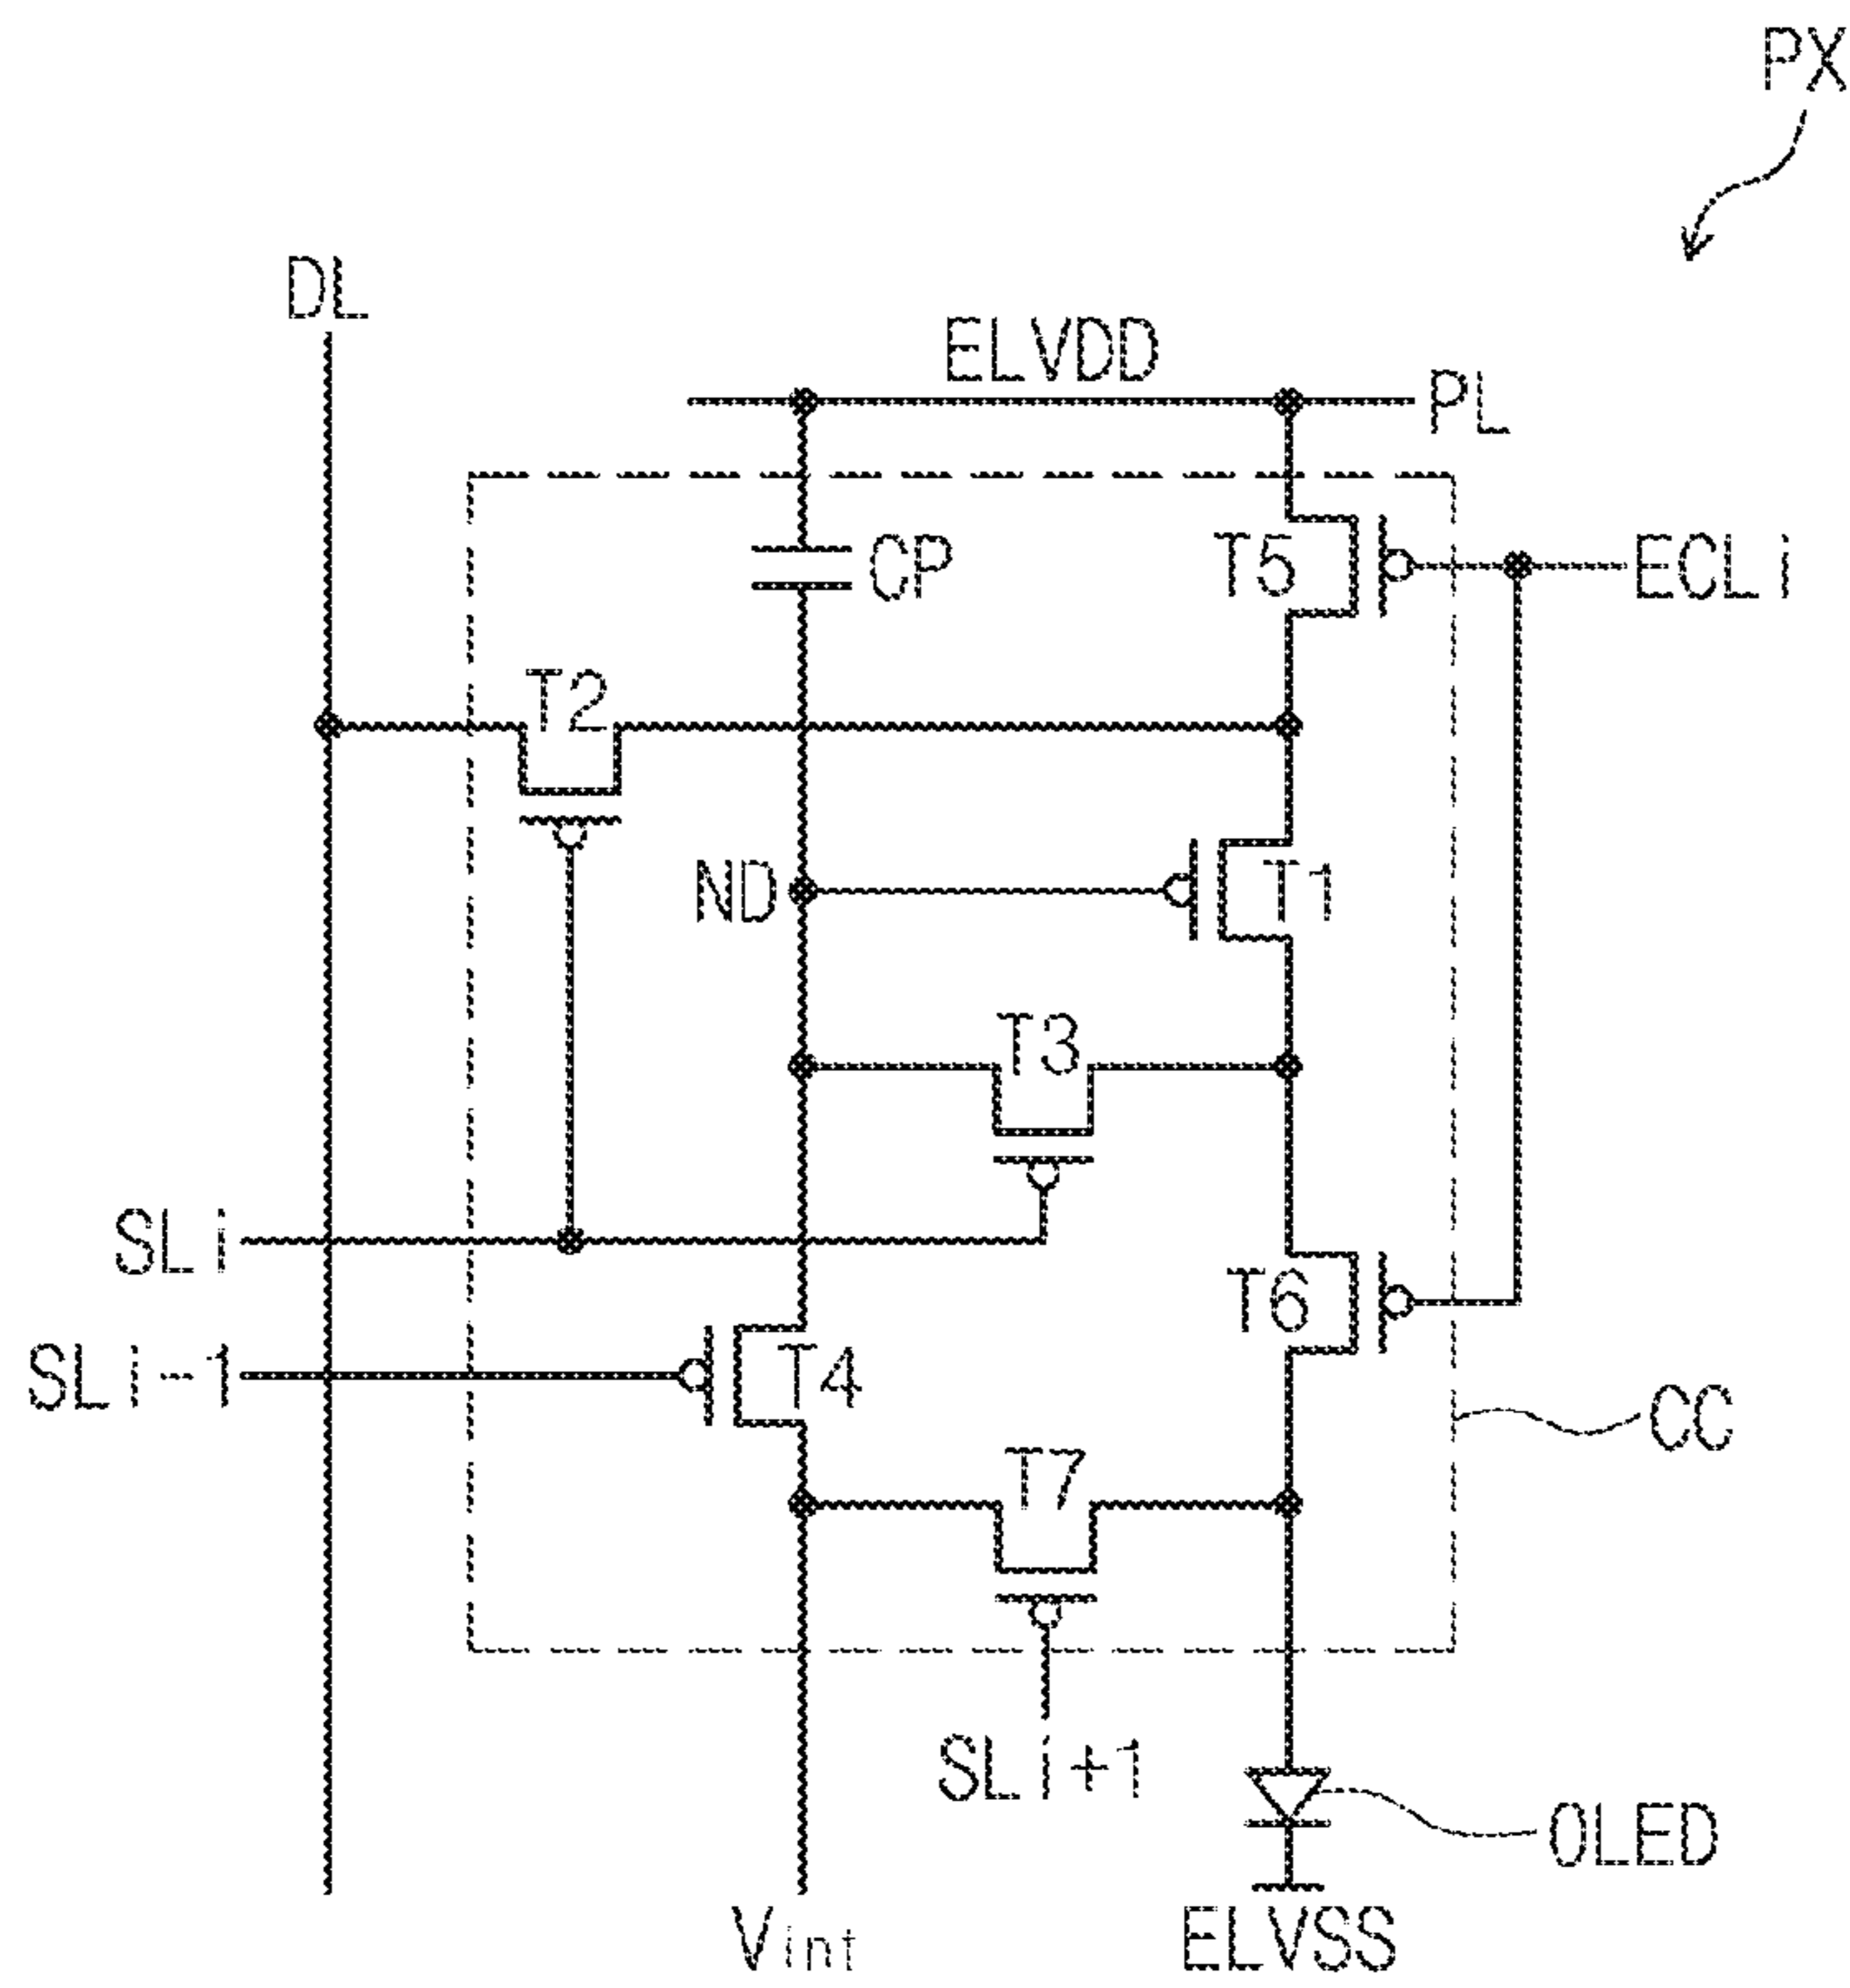 PX
DL
ELVDD
PL
CP
T5
ECLi
T2
ND
T1
T3
SLi
T6
SLi-1
T4
CC
T7
SLi+1
OLED
Vint
ELVSS